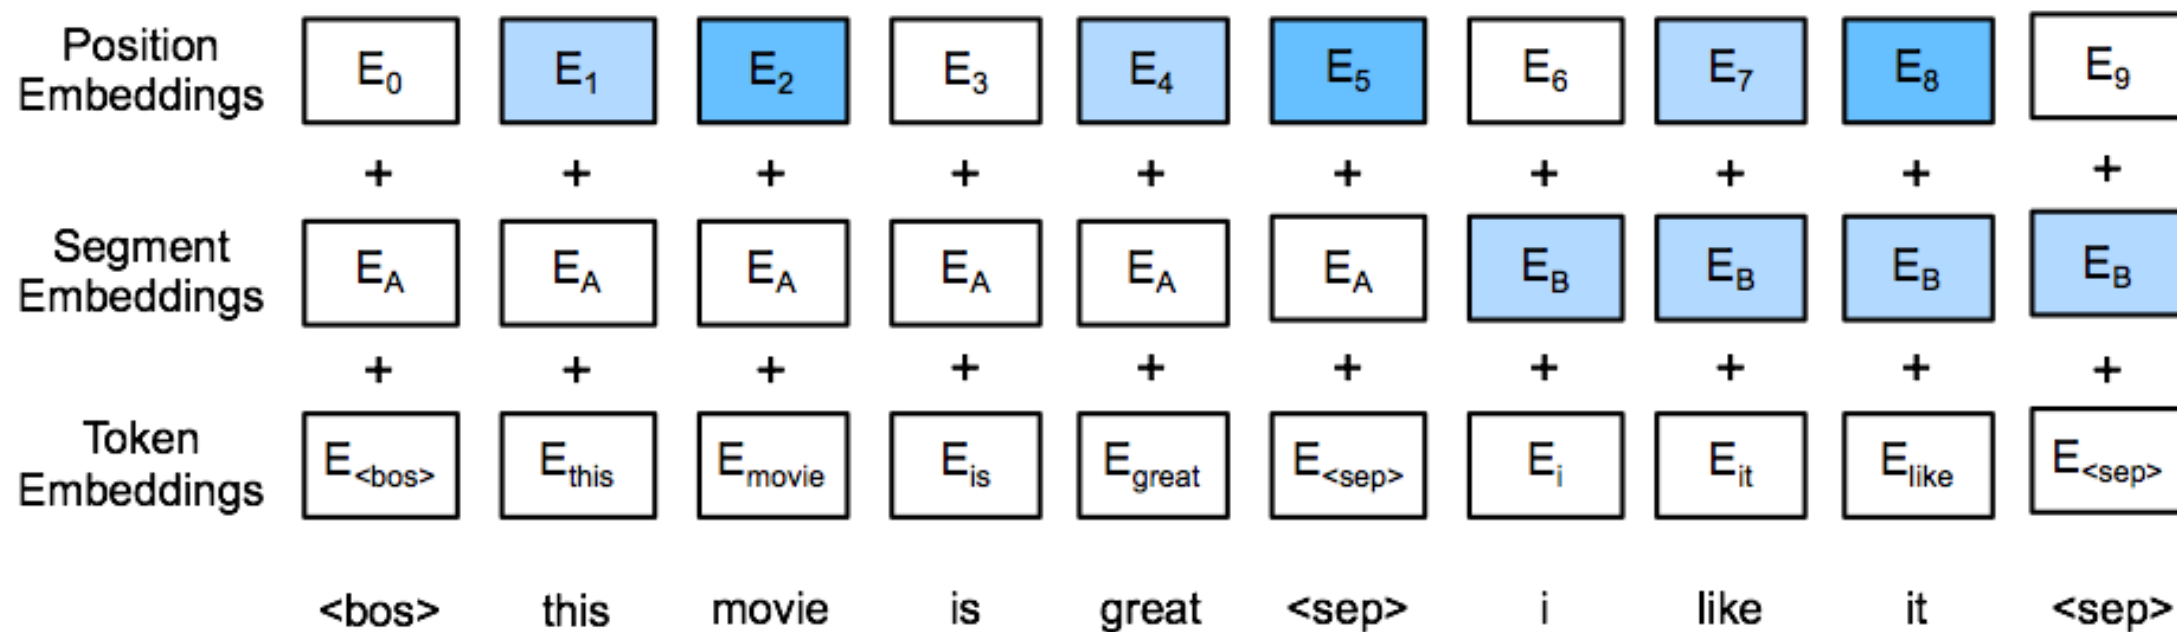 Position
Embeddings
E0 E1 E2 E3 E4 E5 E6 E7 E8 E9
+ + + + + + + + + +
Segment
Embeddings
EA EA EA EA EA EA EB EB EB EB
+ + + + + + + + + +
Token
Embeddings
E<bos> Ethis Emovie Eis Egreat E<sep> Ei Eit Elike E<sep>
<bos> this movie is great <sep> i like it <sep>